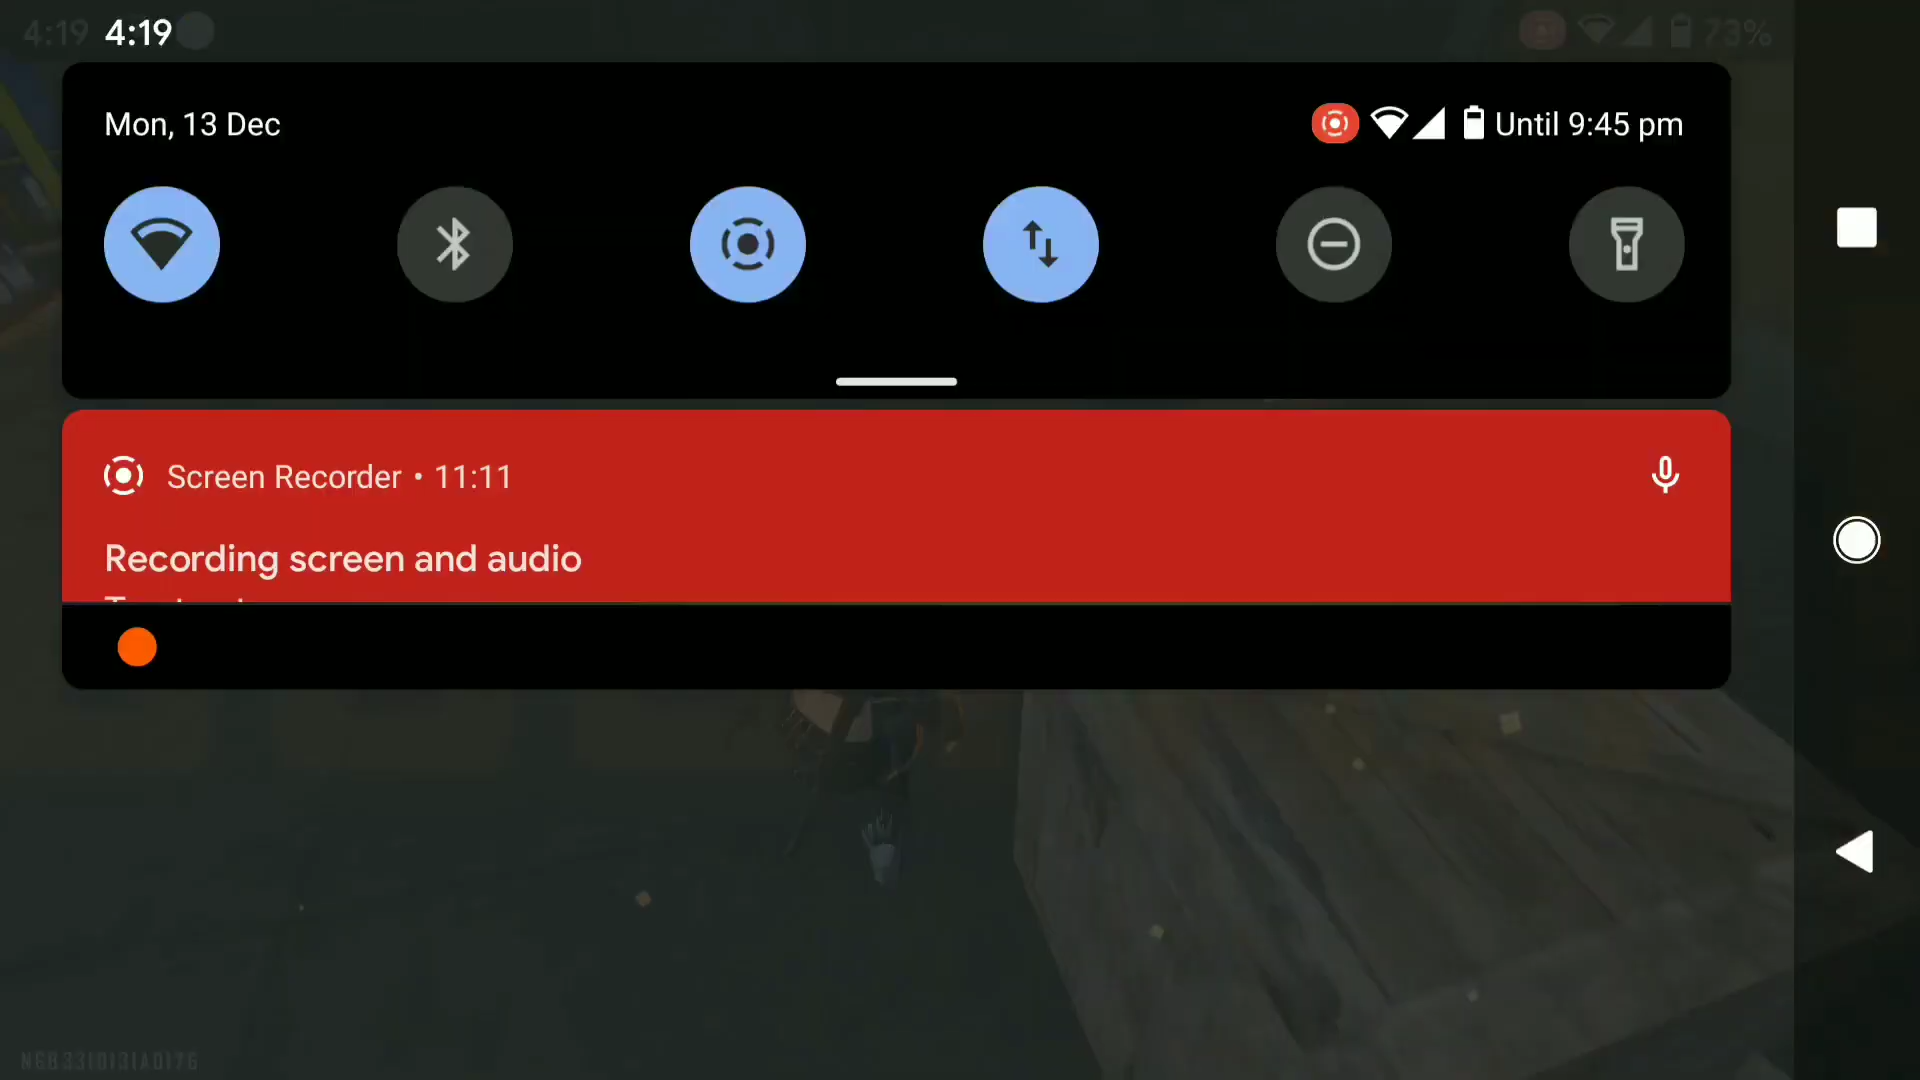 4:19 4:19 73%
Mon, 13 Dec Until 9:45 pm
Screen Recorder • 11:11
Recording screen and audio